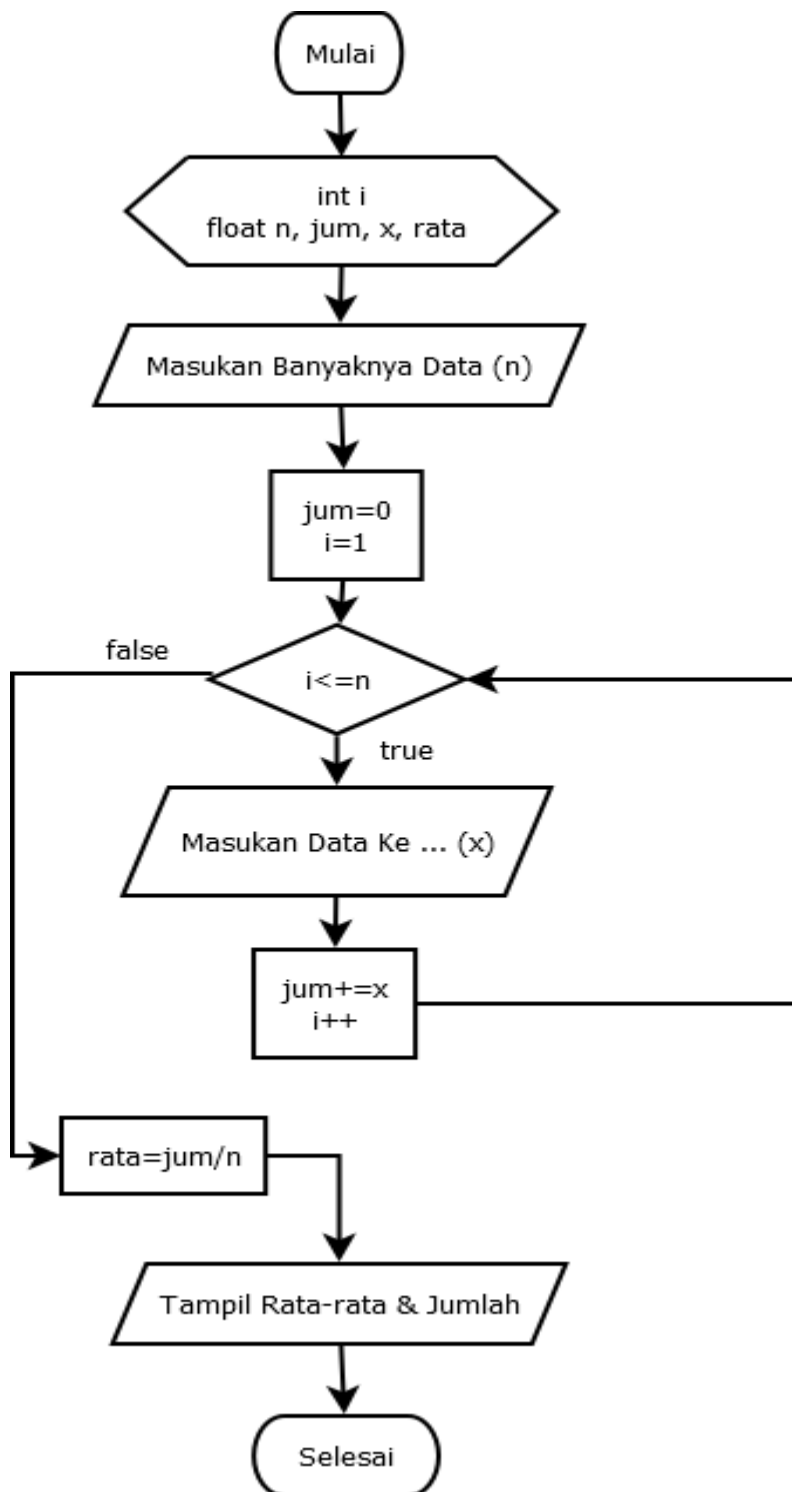 Mulai
int i
float n, jum, x, rata
Masukan Banyaknya Data (n)
jum=0
i=1
false
i<=n
true
Masukan Data Ke ... (x)
jum+=x
i++
rata=jum/n
Tampil Rata-rata & Jumlah
Selesai